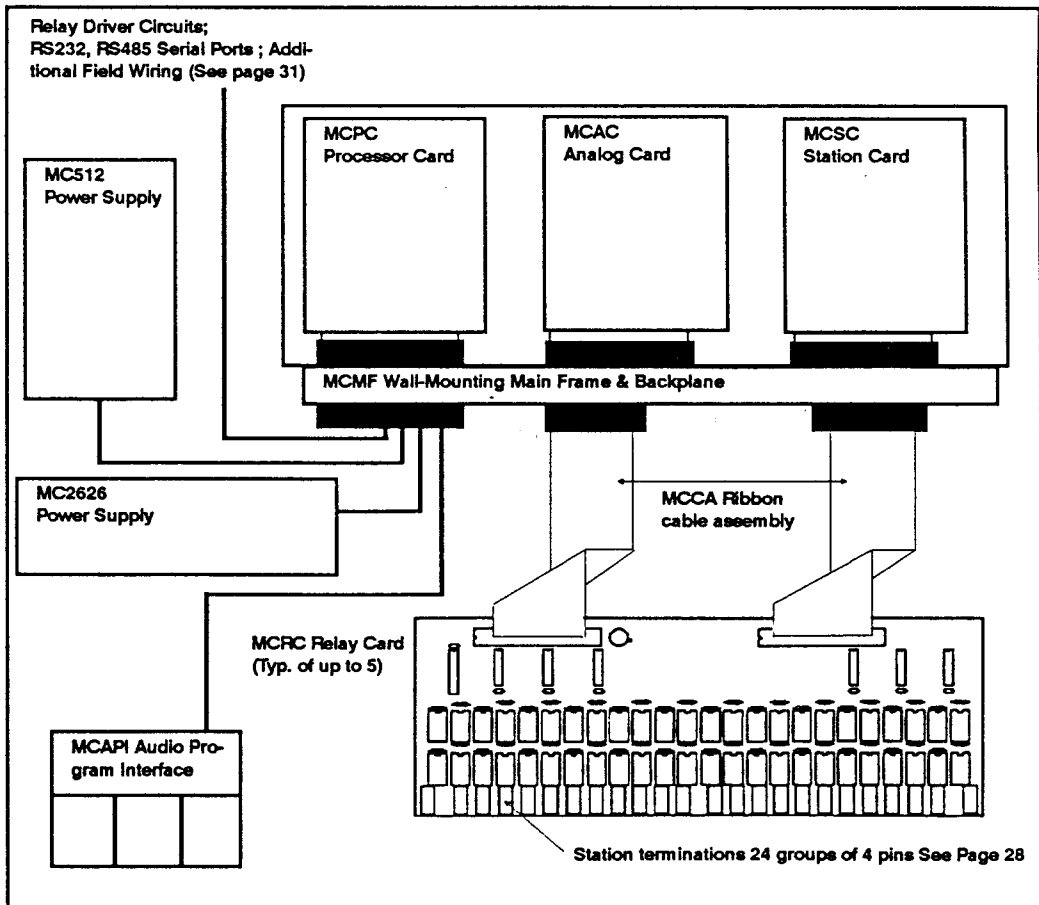 Relay Driver Circuits;
RS232, RS485 Serial Ports ; Addi-
tional Field Wiring (See page 31)
MCPC
Processor Card
MCAC
Analog Card
MCSC
Station Card
MC512
Power Supply
MCMF Wall-Mounting Main Frame & Backplane
MC2626
Power Supply
MCCA Ribbon
cable assembly
MCRC Relay Card
(Typ. of up to 5)
MCAPI Audio Pro-
gram Interface
Station terminations 24 groups of 4 pins See Page 28